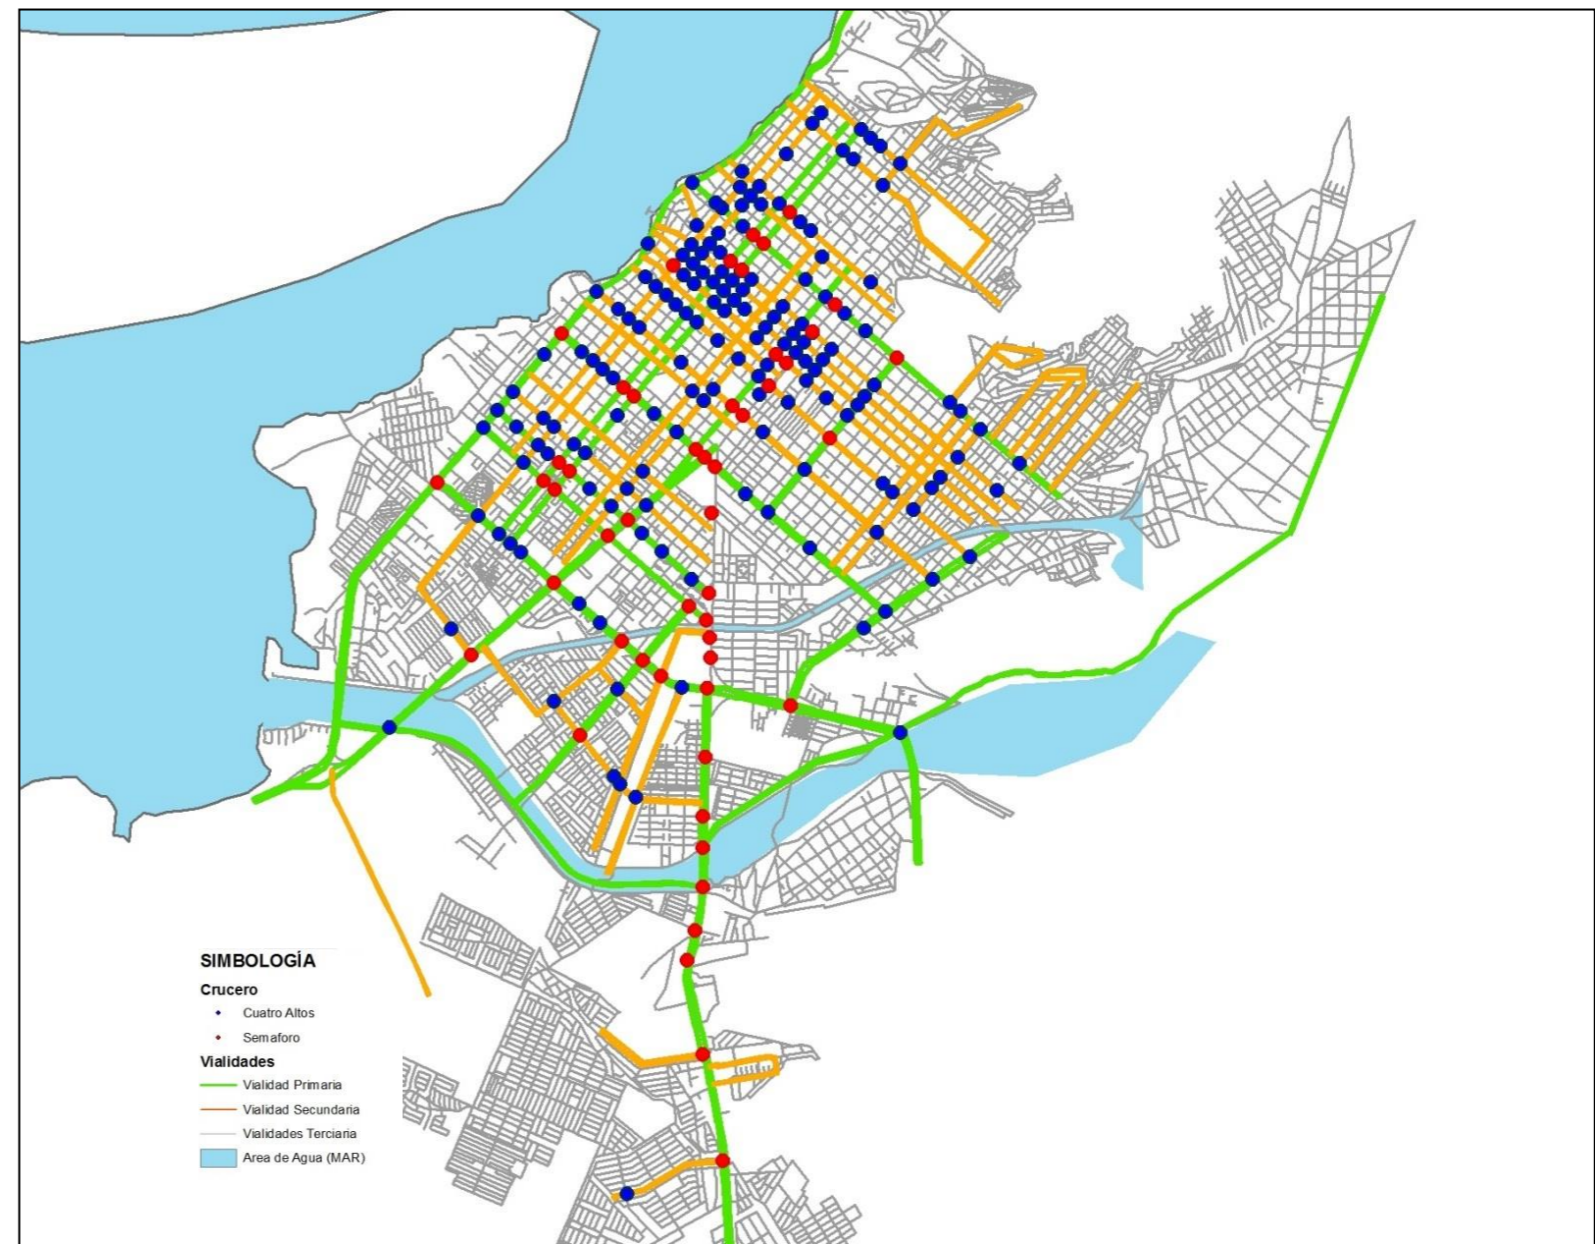 SIMBOLOGÍA
Crucero
Cuatro Altos
Semaforo
Vialidades
Vialidad Primaria
Vialidad Secundaria
Vialidades Terciaria
Area de Agua (MAR)